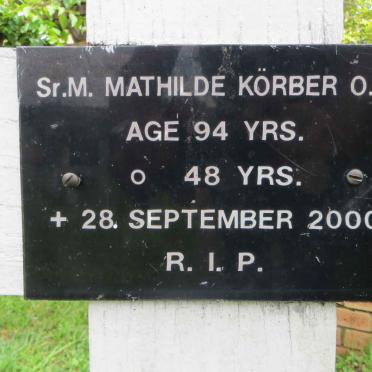 Sr.M. MATHILDE KÖRBER O.
AGE 94 YRS.
o 48 YRS.
+ 28. SEPTEMBER 2000
R. I. P.